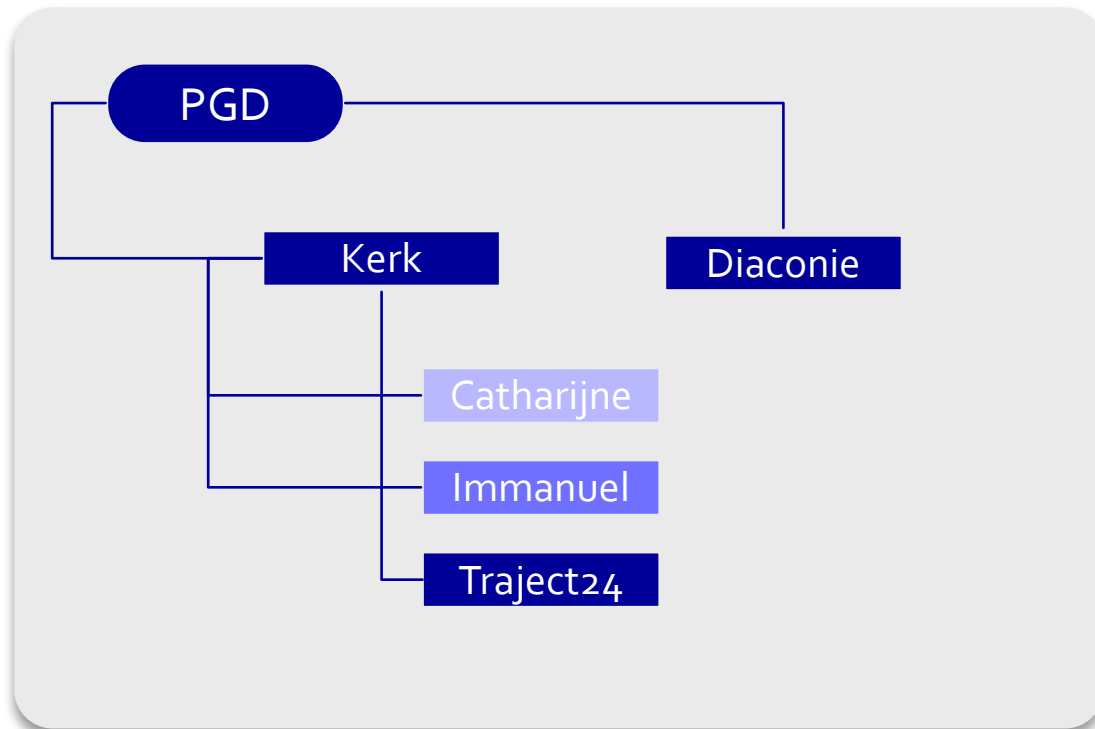 PGD
Kerk
Diaconie
Catharijne
Immanuel
Traject24